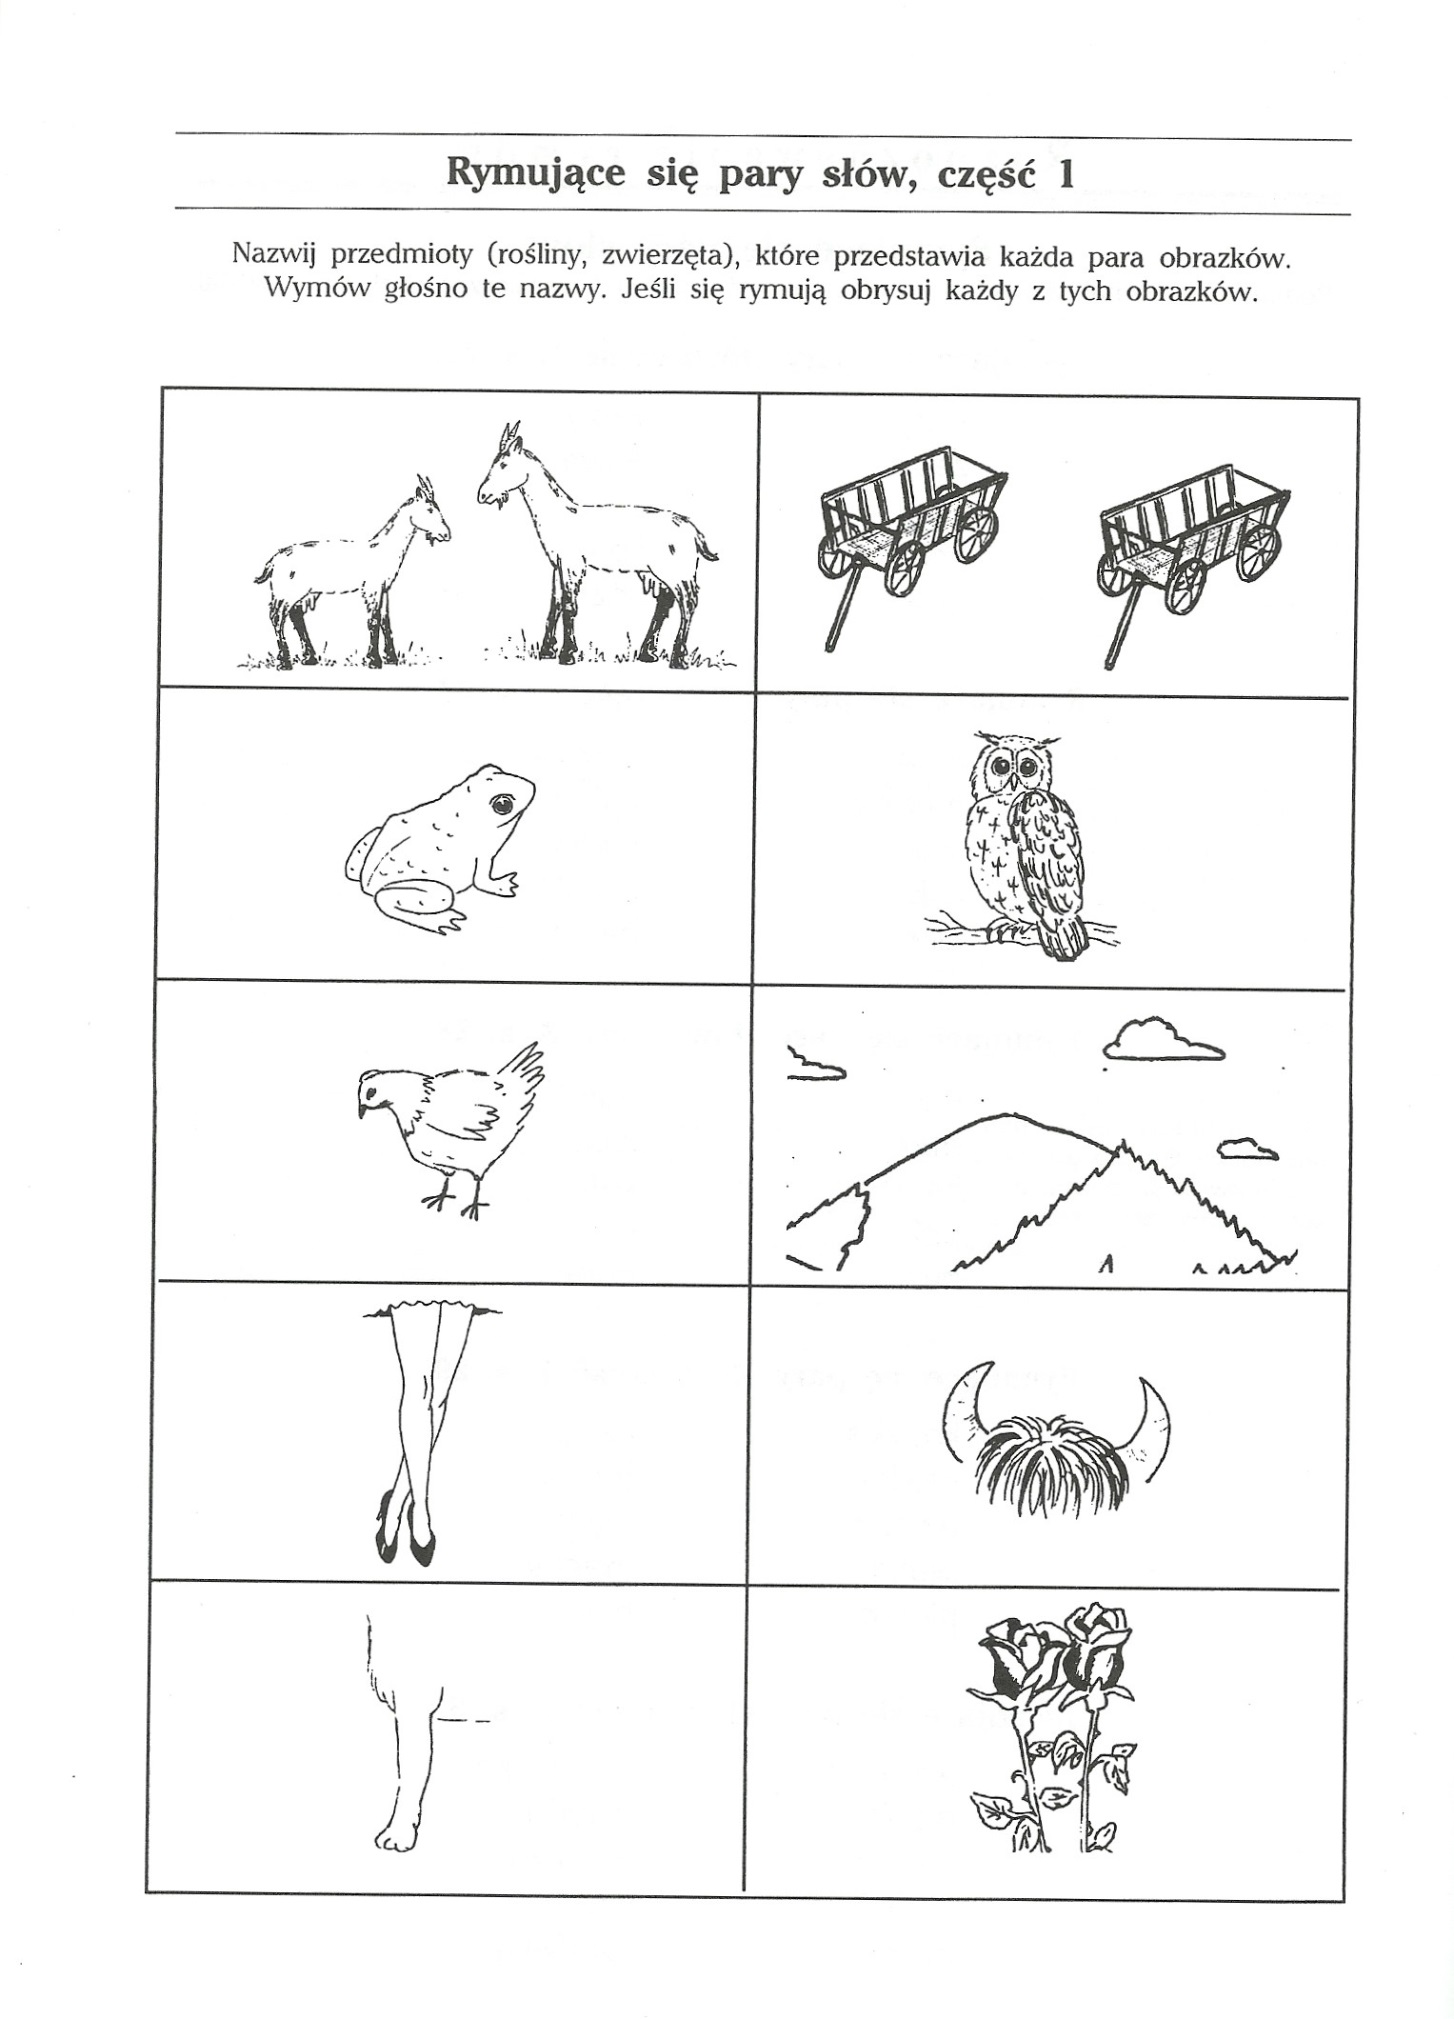 Rymujące się pary słów, część 1
Nazwij przedmioty (rośliny, zwierzęta), które przedstawia każda para obrazków.
Wymów głośno te nazwy. Jeśli się rymują obrysuj każdy z tych obrazków.